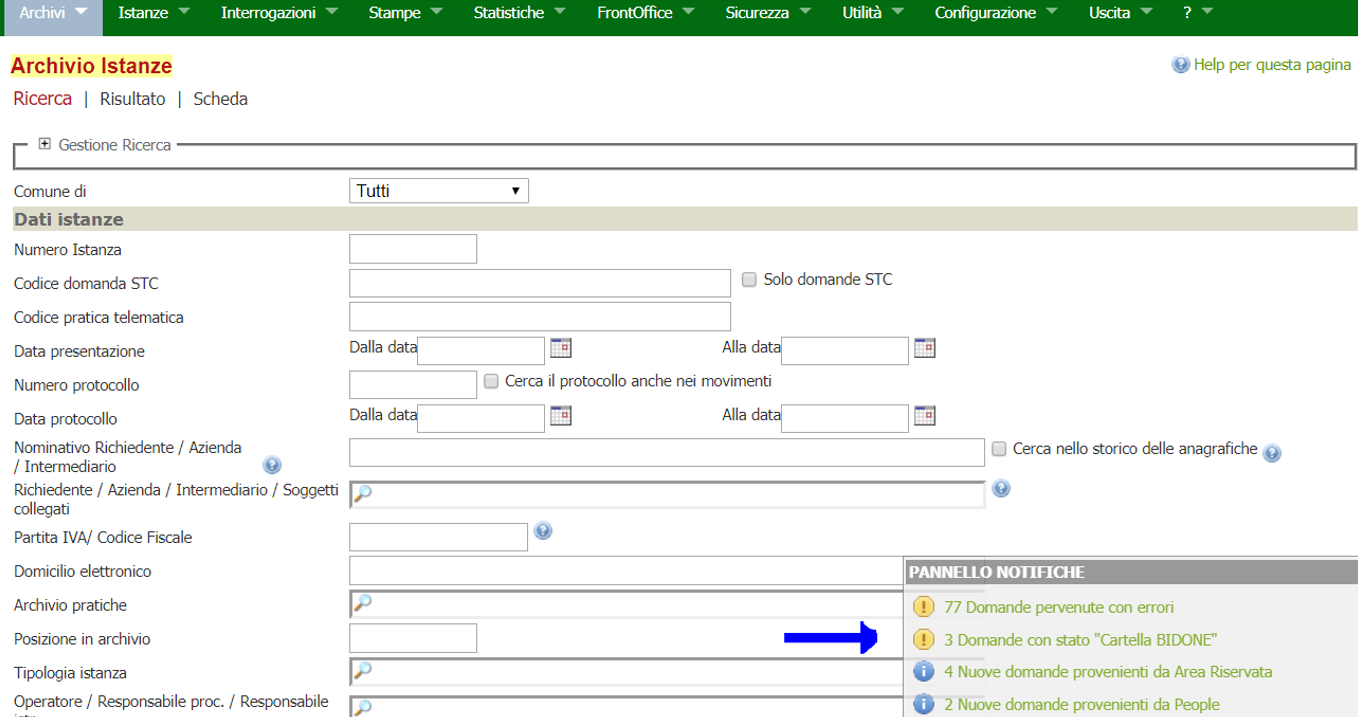 Archivi Istanze Interrogazioni Stampe Statistiche FrontOffice Sicurezza Utilità Configurazione Uscita ?
Archivio Istanze
Help per questa pagina
Ricerca | Risultato | Scheda
Gestione Ricerca
Comune di Tutti
Dati istanze
Numero Istanza
Codice domanda STC Solo domande STC
Codice pratica telematica
Data presentazione Dalla data Alla data
Numero protocollo Cerca il protocollo anche nei movimenti
Data protocollo Dalla data Alla data
Nominativo Richiedente / Azienda
/ Intermediario
Cerca nello storico delle anagrafiche
Richiedente / Azienda / Intermediario / Soggetti
collegati
Partita IVA/ Codice Fiscale
Domicilio elettronico
Archivio pratiche
Posizione in archivio
Tipologia istanza
Operatore / Responsabile proc. / Responsabile
PANNELLO NOTIFICHE
77 Domande pervenute con errori
3 Domande con stato "Cartella BIDONE"
4 Nuove domande provenienti da Area Riservata
2 Nuove domande provenienti da People